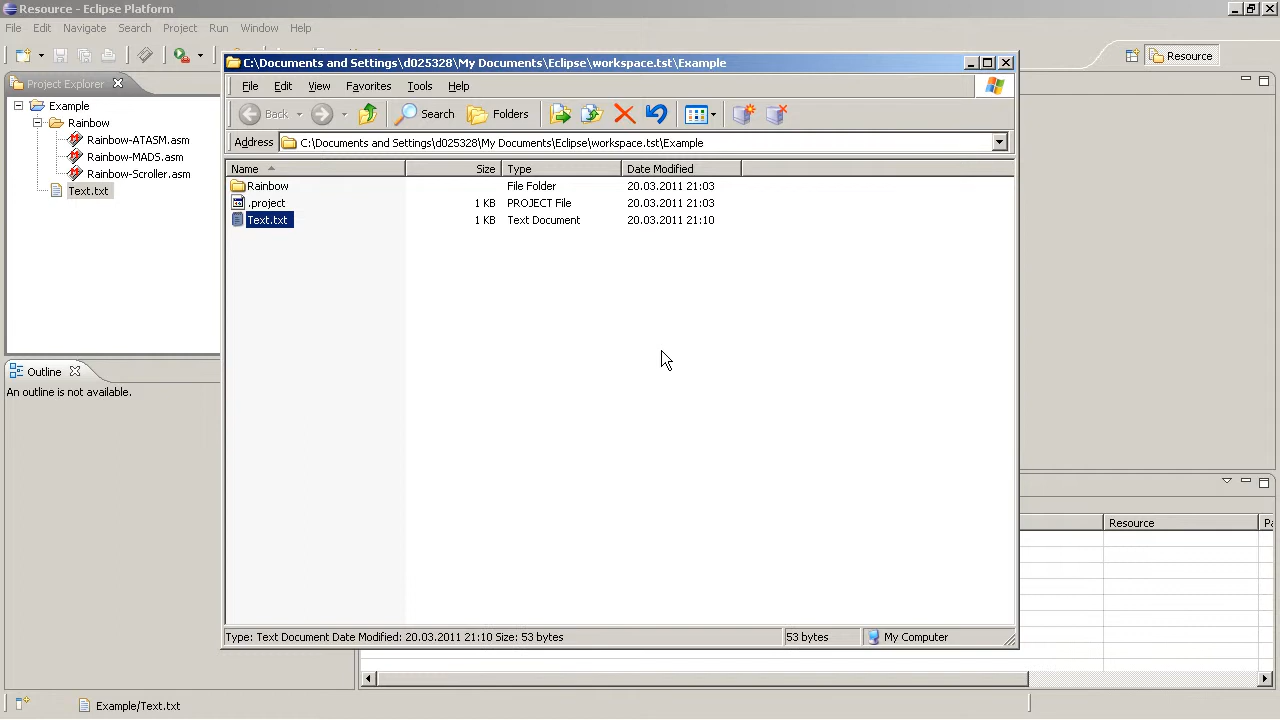 Resource - Eclipse Platform
File Edit Navigate Search Project Run Window Help
Resource
Project Explorer
Example
Rainbow
Rainbow-ATASM.asm
Rainbow-MADS.asm
Rainbow-Scroller.asm
Text.txt
Outline
An outline is not available.
C:\Documents and Settings\d025328\My Documents\Eclipse\workspace.tst\Example
File Edit View Favorites Tools Help
Back Search Folders
Address C:\Documents and Settings\d025328\My Documents\Eclipse\workspace.tst\Example
Name Size Type Date Modified
Rainbow File Folder 20.03.2011 21:03
.project 1 KB PROJECT File 20.03.2011 21:03
Text.txt 1 KB Text Document 20.03.2011 21:10
Type: Text Document Date Modified: 20.03.2011 21:10 Size: 53 bytes 53 bytes My Computer
Resource Pa
Example/Text.txt